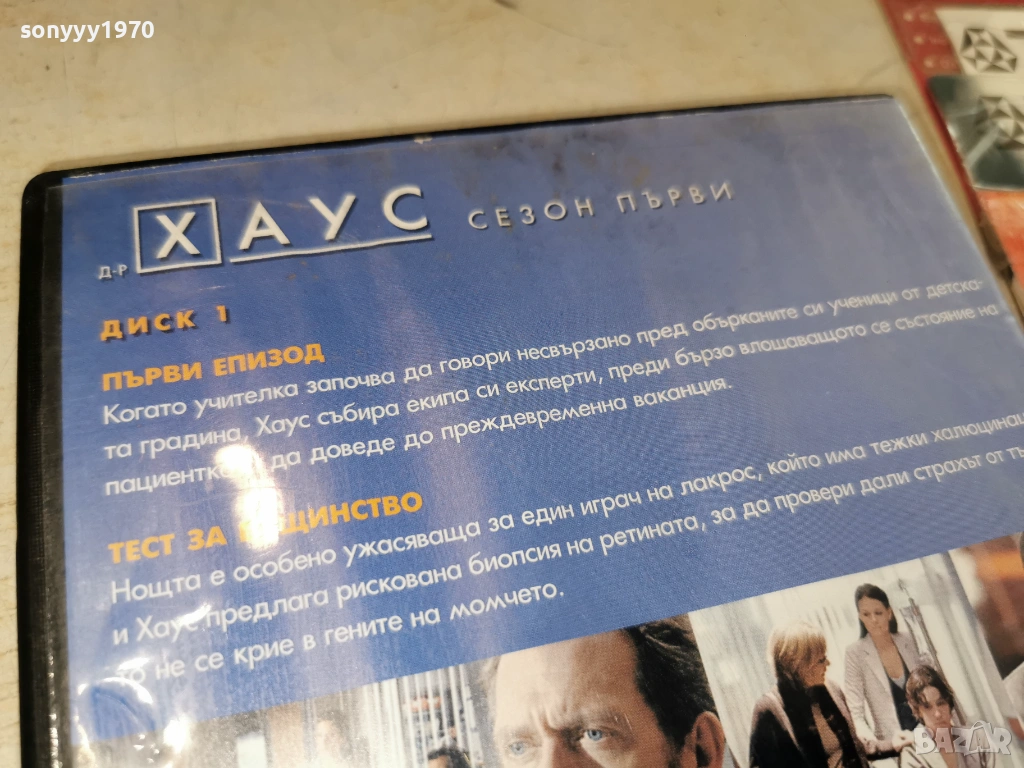 sonyyy1970
Д-Р ХАУС СЕЗОН ПЪРВИ
ДИСК 1
ПЪРВИ ЕПИЗОД
Когато учителка започва да говори несвързано пред объркáните си ученици от детска-
та градина, Хаус събира екипа си експерти, преди бързо влошаващото се състояние на
да доведе до преждевременна ваканция.
ТЕСТ ЗА
Нощта е особено ужасяваща за един играч на лакрос, който има тежки халюцинац
и Хаус предлага рискована биопсия на ретината, за да провери дали страхът от
не се крие в гените на момчето.
BAZAR